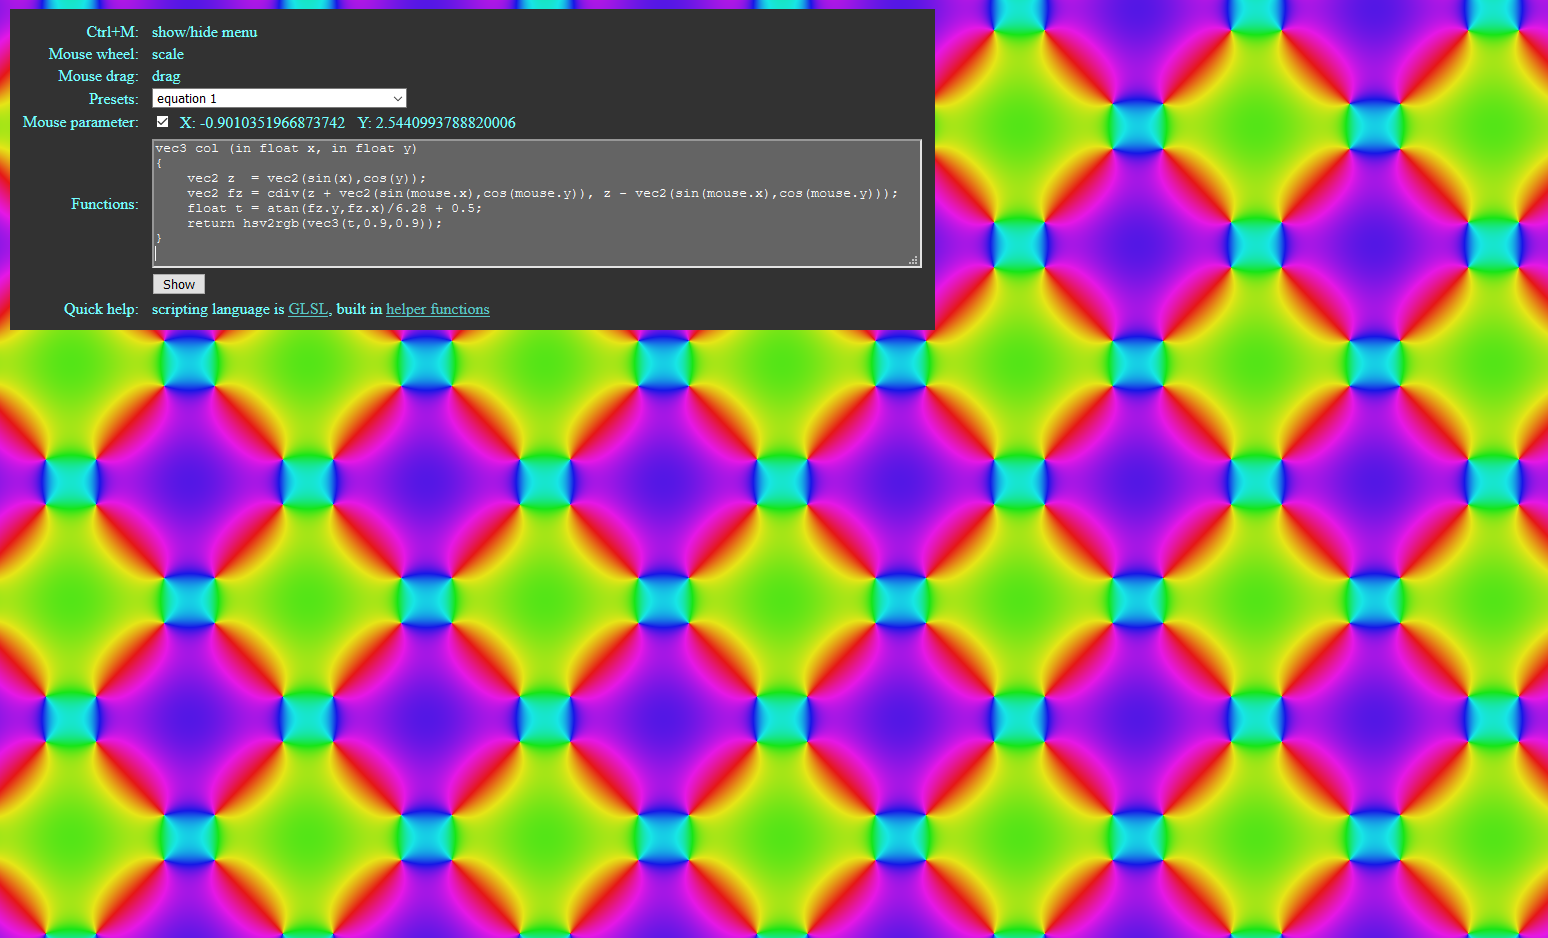 Ctrl+M: show/hide menu
Mouse wheel: scale
Mouse drag: drag
Presets: equation 1
Mouse parameter: X: -0.9010351966873742 Y: 2.5440993788820006
Functions:
vec3 col (in float x, in float y)
{
    vec2 z  = vec2(sin(x),cos(y));
    vec2 fz = cdiv(z + vec2(sin(mouse.x),cos(mouse.y)), z - vec2(sin(mouse.x),cos(mouse.y)));
    float t = atan(fz.y,fz.x)/6.28 + 0.5;
    return hsv2rgb(vec3(t,0.9,0.9));
}
Show
Quick help: scripting language is GLSL, built in helper functions